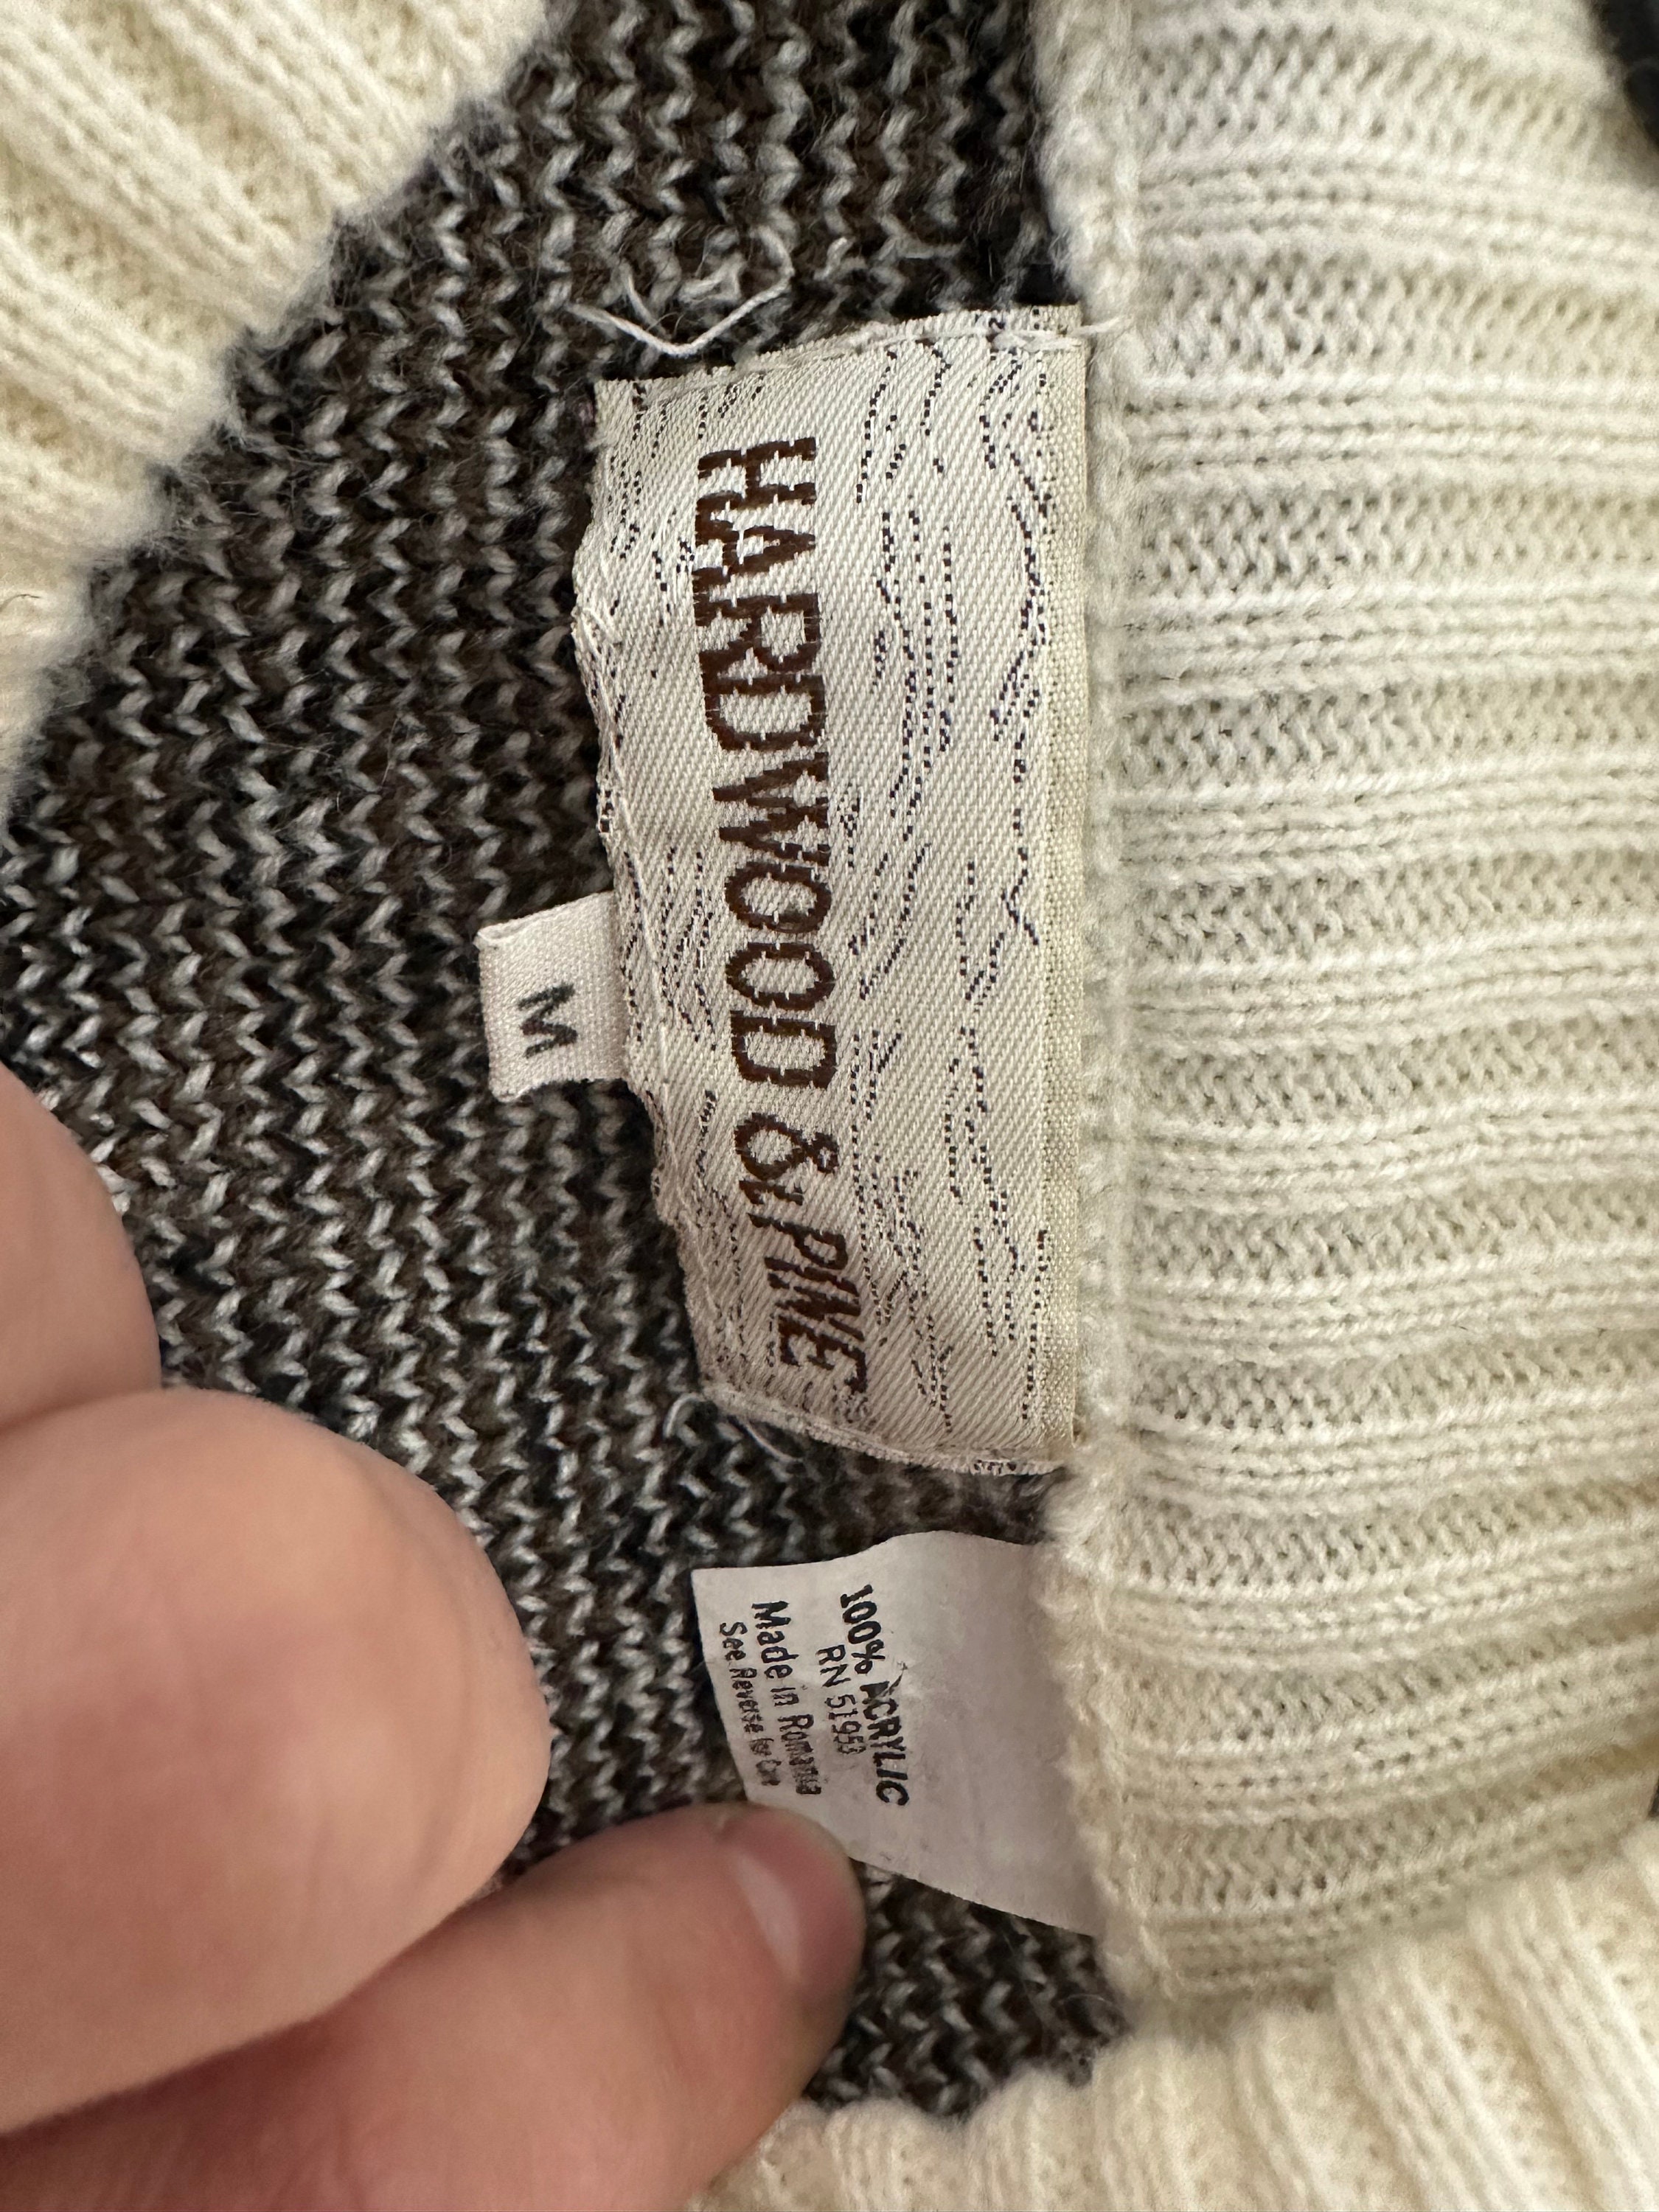 HARDWOOD & PINE
M
100% ACRYLIC
RN 51953
Made in Romania
See Reverse for Care